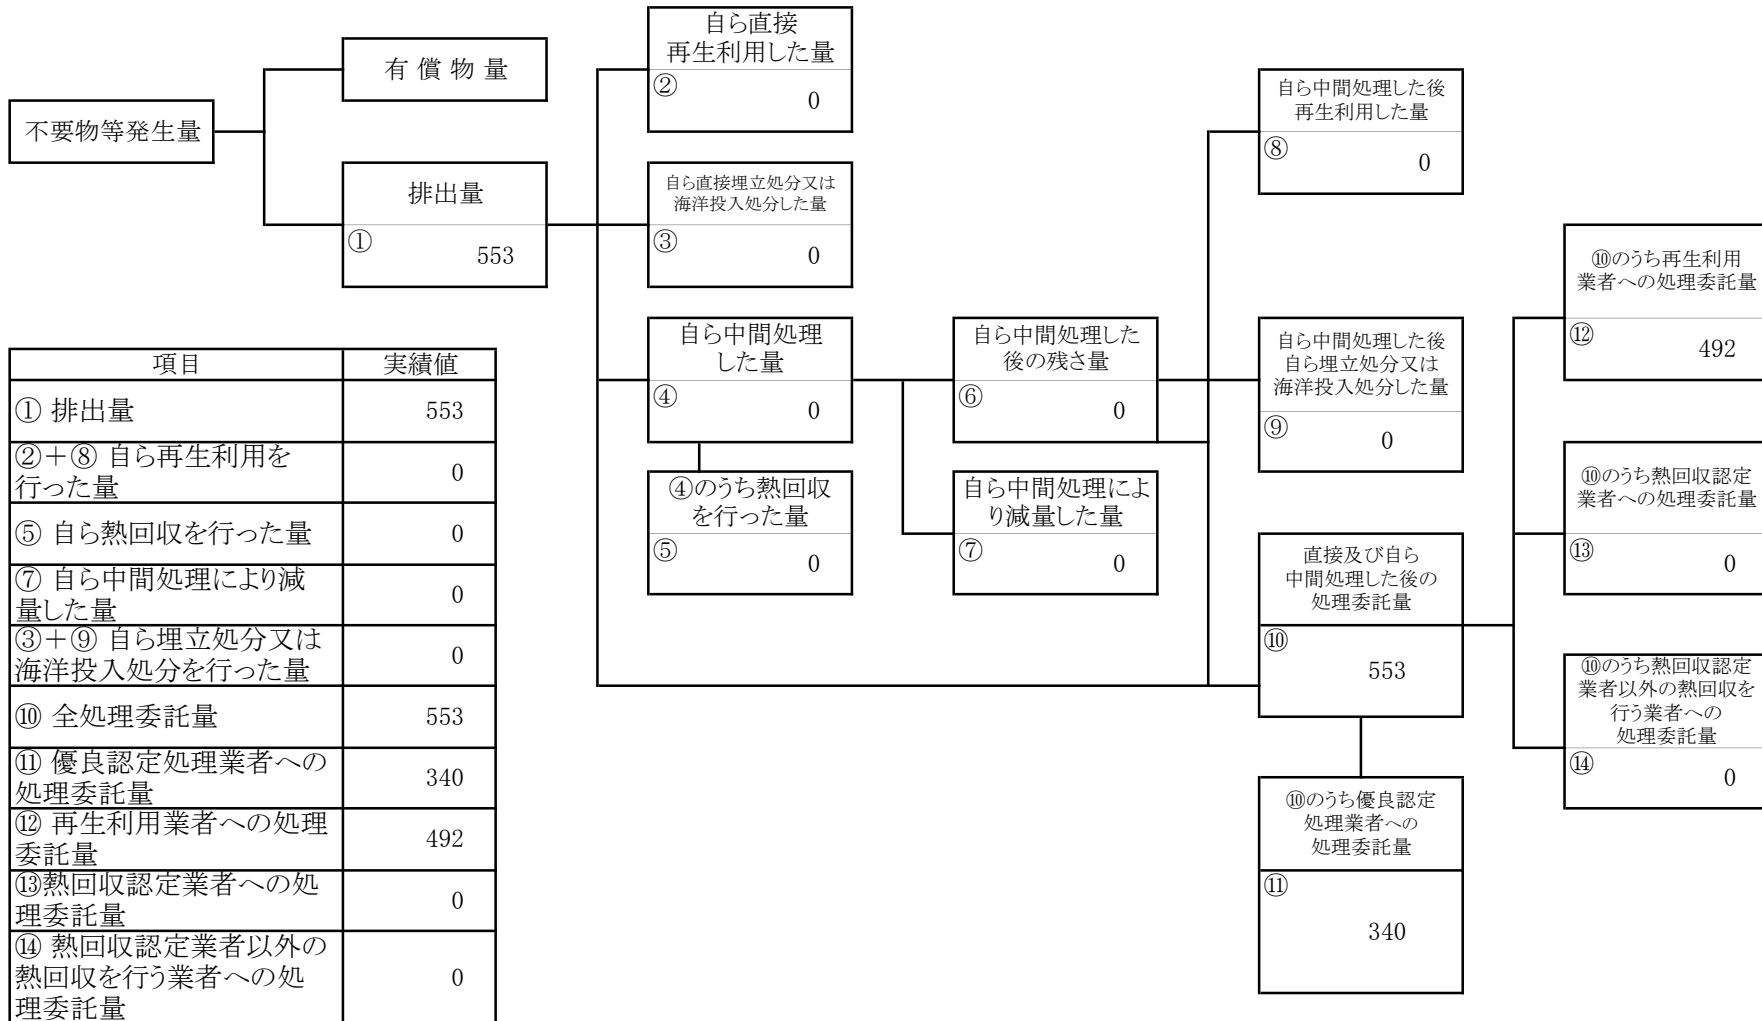 不要物等発生量
有 償 物 量
排出量
①
553
自ら直接
再生利用した量
②
0
自ら直接埋立処分又は
海洋投入処分した量
③
0
自ら中間処理
した量
④
0
④のうち熱回収
を行った量
⑤
0
自ら中間処理した
後の残さ量
⑥
0
自ら中間処理によ
り減量した量
⑦
0
自ら中間処理した後
再生利用した量
⑧
0
自ら中間処理した後
自ら埋立処分又は
海洋投入処分した量
⑨
0
直接及び自ら
中間処理した後の
処理委託量
⑩
553
⑩のうち優良認定
処理業者への
処理委託量
⑪
340
⑩のうち再生利用
業者への処理委託量
⑫
492
⑩のうち熱回収認定
業者への処理委託量
⑬
0
⑩のうち熱回収認定
業者以外の熱回収を
行う業者への
処理委託量
⑭
0
項目 実績値
① 排出量 553
②＋⑧ 自ら再生利用を
行った量 0
⑤ 自ら熱回収を行った量 0
⑦ 自ら中間処理により減
量した量 0
③＋⑨ 自ら埋立処分又は
海洋投入処分を行った量 0
⑩ 全処理委託量 553
⑪ 優良認定処理業者への
処理委託量 340
⑫ 再生利用業者への処理
委託量 492
⑬熱回収認定業者への処
理委託量 0
⑭ 熱回収認定業者以外の
熱回収を行う業者への処
理委託量 0